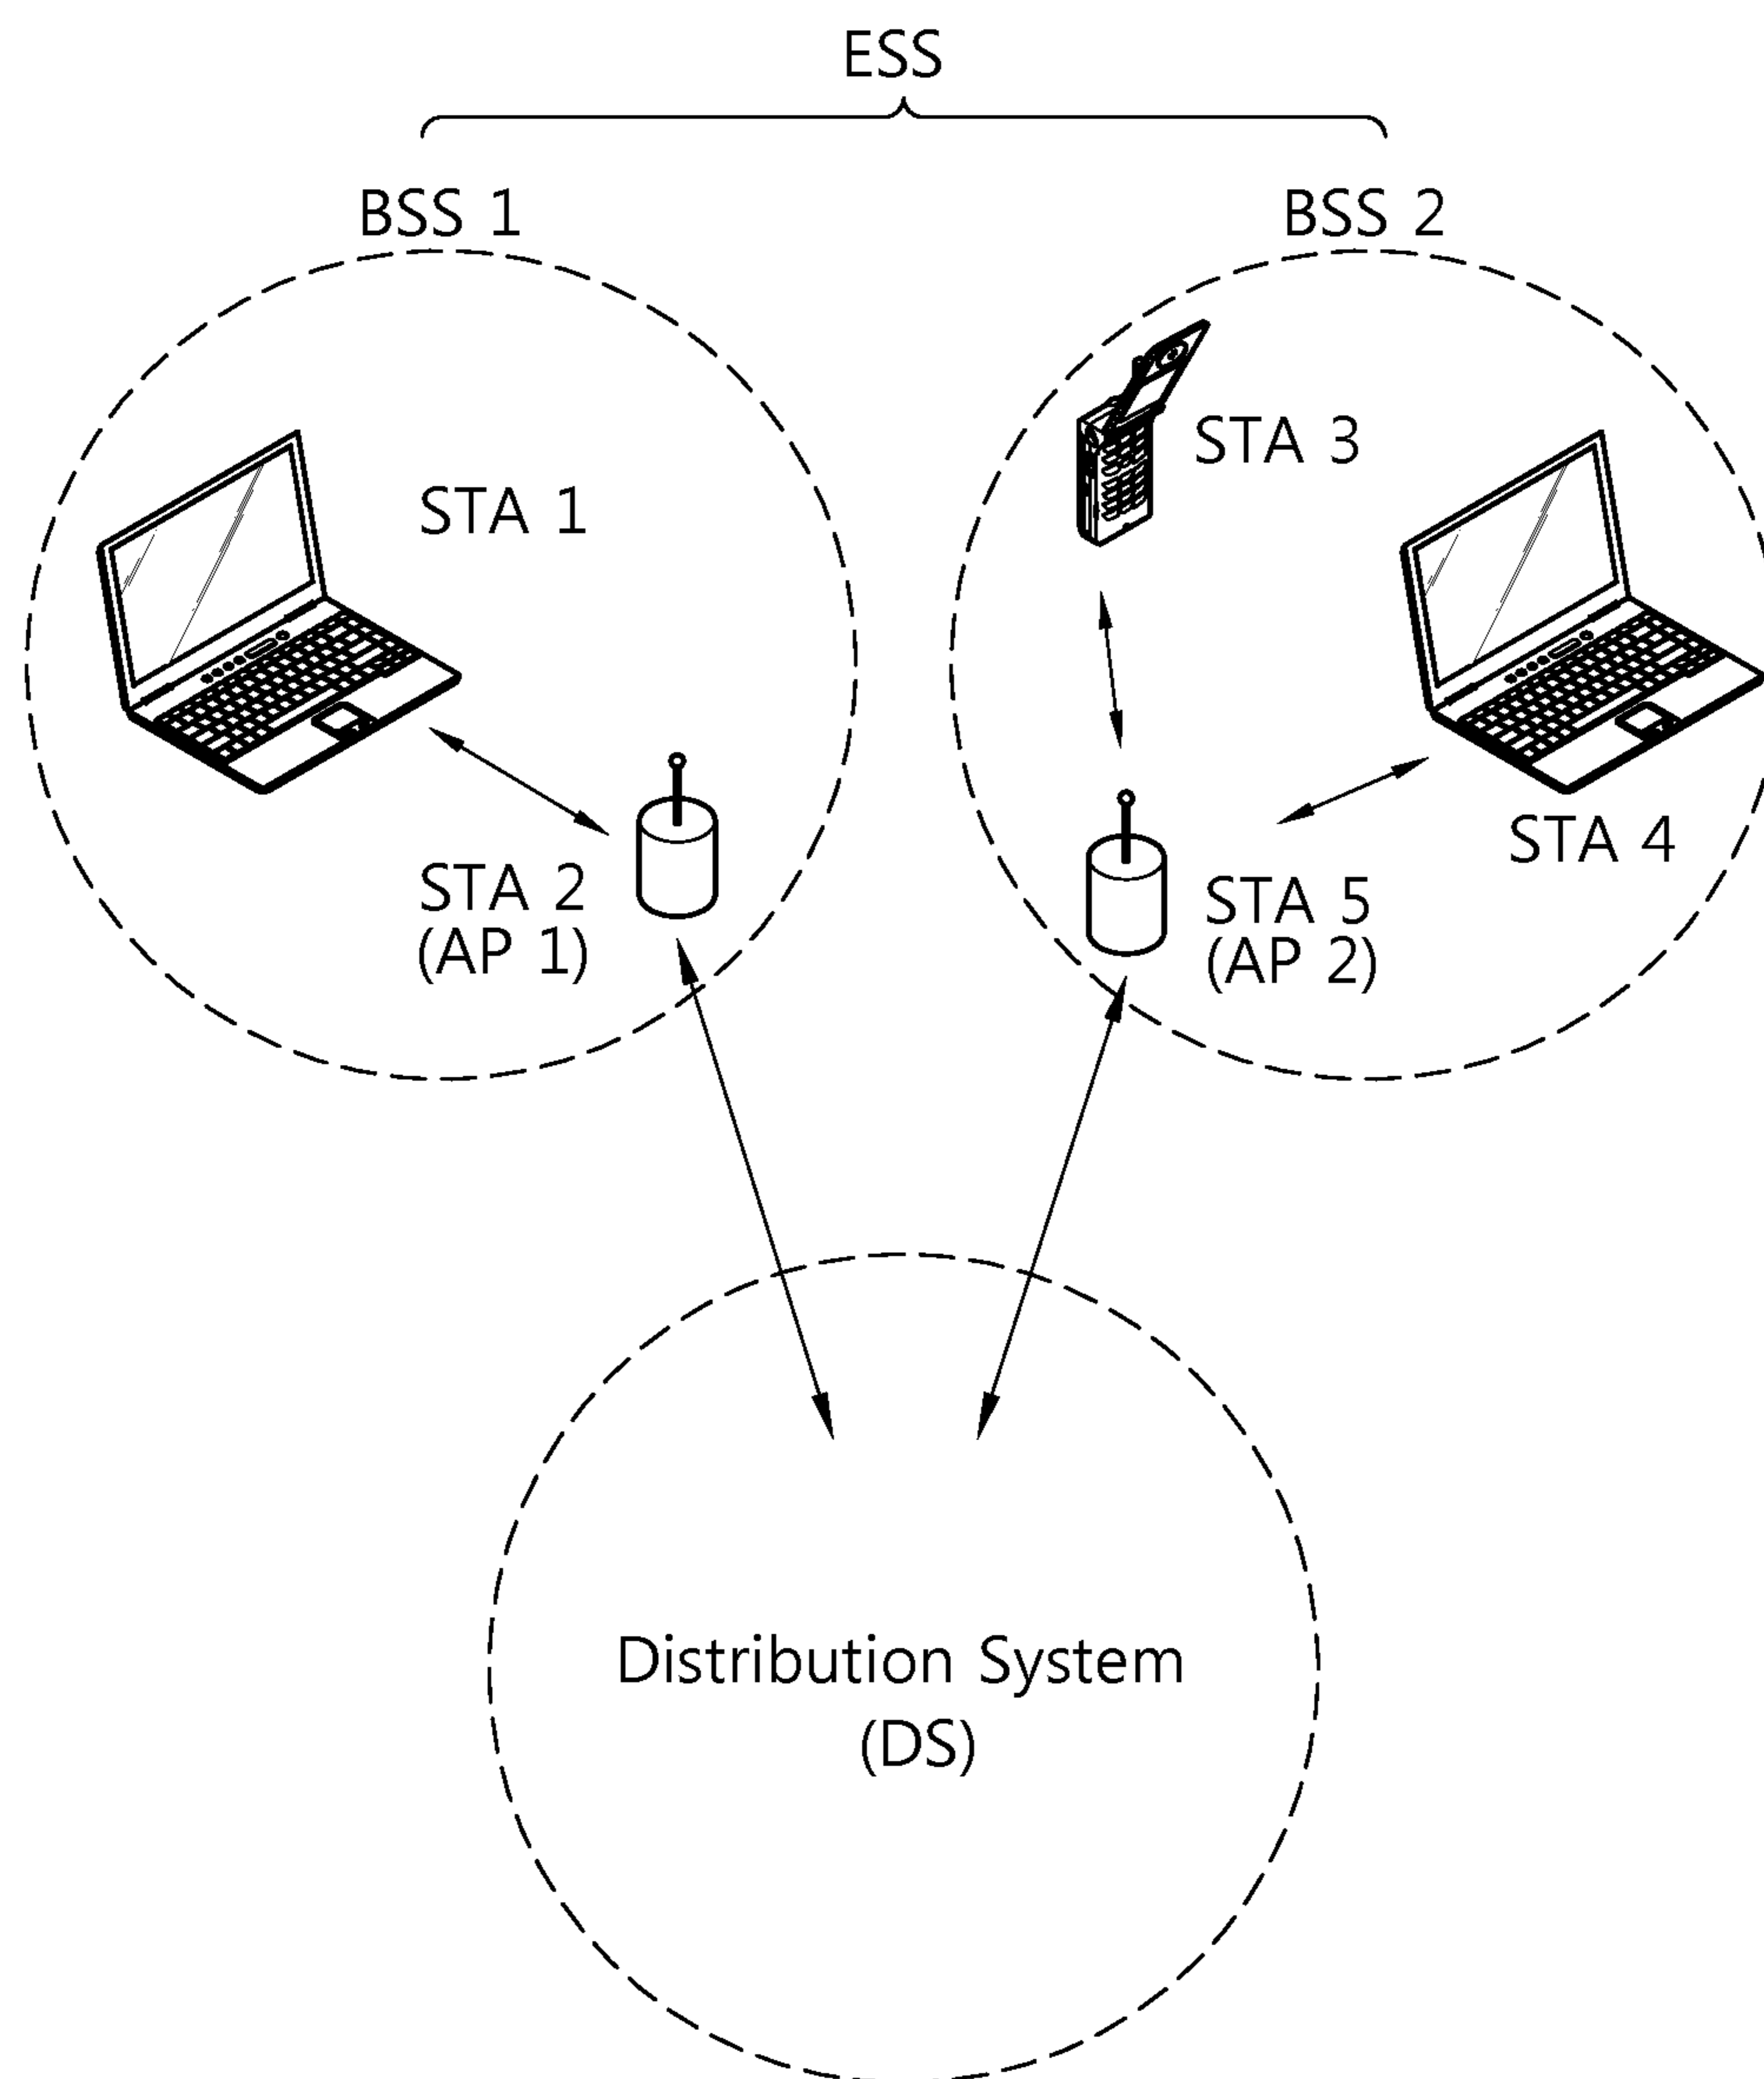 ESS
BSS 1
BSS 2
STA 3
STA 1
STA 4
STA 2
(AP 1)
STA 5
(AP 2)
Distribution System
(DS)